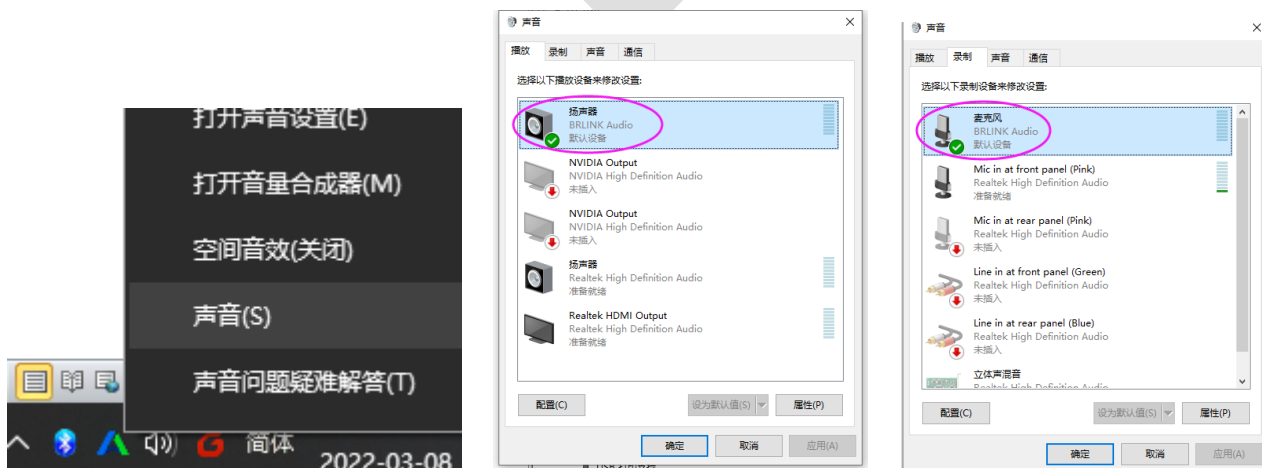 打开声音设置(E)
打开音量合成器(M)
空间音效(关闭)
声音(S)
声音问题疑难解答(T)
简体
2022-03-08
声音
播放 录制 声音 通信
选择以下播放设备来修改设置:
扬声器
BRLINK Audio
默认设备
NVIDIA Output
NVIDIA High Definition Audio
未插入
NVIDIA Output
NVIDIA High Definition Audio
未插入
扬声器
Realtek High Definition Audio
准备就绪
Realtek HDMI Output
Realtek High Definition Audio
准备就绪
配置(C) 设为默认值(S) 属性(P)
确定 取消 应用(A)
声音
播放 录制 声音 通信
选择以下录制设备来修改设置:
麦克风
BRLINK Audio
默认设备
Mic in at front panel (Pink)
Realtek High Definition Audio
准备就绪
Mic in at rear panel (Pink)
Realtek High Definition Audio
未插入
Line in at front panel (Green)
Realtek High Definition Audio
未插入
Line in at rear panel (Blue)
Realtek High Definition Audio
未插入
立体声混音
Realtek High Definition Audio
配置(C) 设为默认值(S) 属性(P)
确定 取消 应用(A)